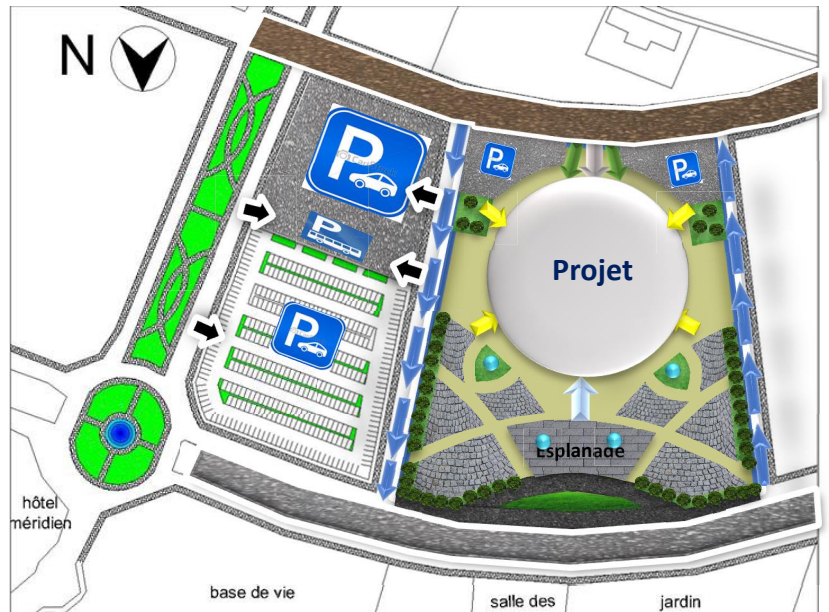 N
P
P
P
P
P
Projet
Esplanade
hôtel
méridien
base de vie
salle des
jardin